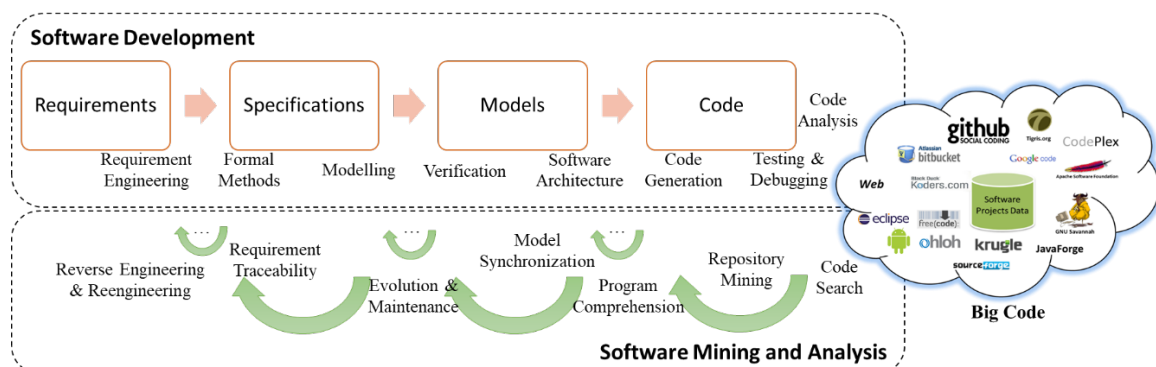 Software Development
Requirements
Specifications
Models
Code
Code
Analysis
Requirement
Engineering
Formal
Methods
Modelling
Verification
Software
Architecture
Code
Generation
Testing &
Debugging
...
...
...
Reverse Engineering
& Reengineering
Requirement
Traceability
Evolution &
Maintenance
Model
Synchronization
Program
Comprehension
Repository
Mining
Code
Search
Software Mining and Analysis
github
SOCIAL CODING
Tigris.org
CodePlex
Atlassian
bitbucket
Google code
Apache Software Foundation
Web
Black Duck
Koders.com
Software
Projects Data
GNU Savannah
eclipse
free(code)
ohloh
krugle
JavaForge
sourceforge
Big Code